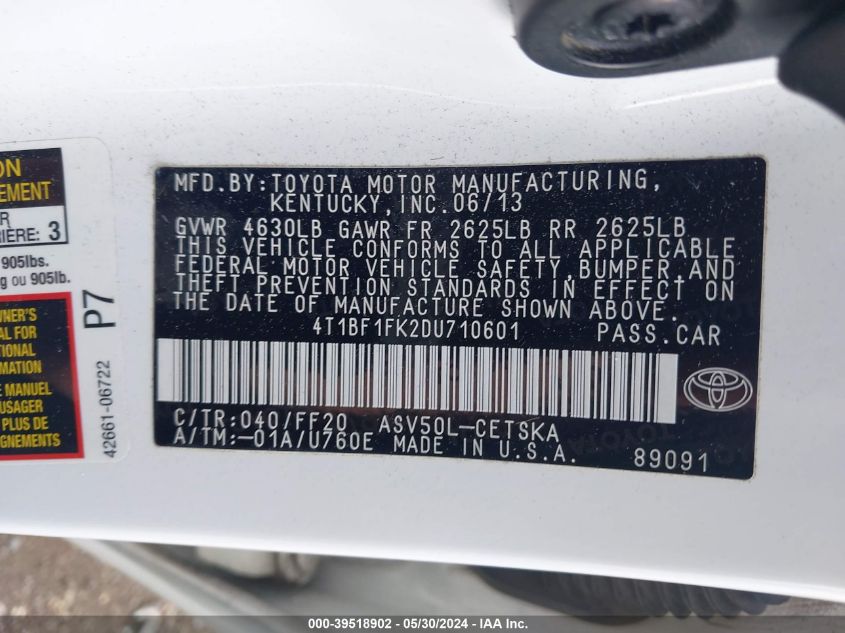 ON
EMENT
R
IÈRE: 3
905lbs.
g ou 905lb.
WNER'S
AL FOR
TIONAL
MATION
E MANUEL
USAGER
S DE
GNEMENTS
P7
42661-06722
MFD.BY:TOYOTA MOTOR MANUFACTURING,
KENTUCKY,INC.06/13
GVWR 4630LB GAWR FR 2625LB RR 2625LB
THIS VEHICLE CONFORMS TO ALL APPLICABLE
FEDERAL MOTOR VEHICLE SAFETY,BUMPER,AND
THEFT PREVENTION STANDARDS IN EFFECT ON
THE DATE OF MANUFACTURE SHOWN ABOVE.
4T1BF1FK2DU710601 PASS.CAR
C/TR:040/FF20 ASV50L-CETSKA
A/TM:-01A/U760E MADE IN U.S.A.
89091
000-39518902 - 05/30/2024 - IAA Inc.